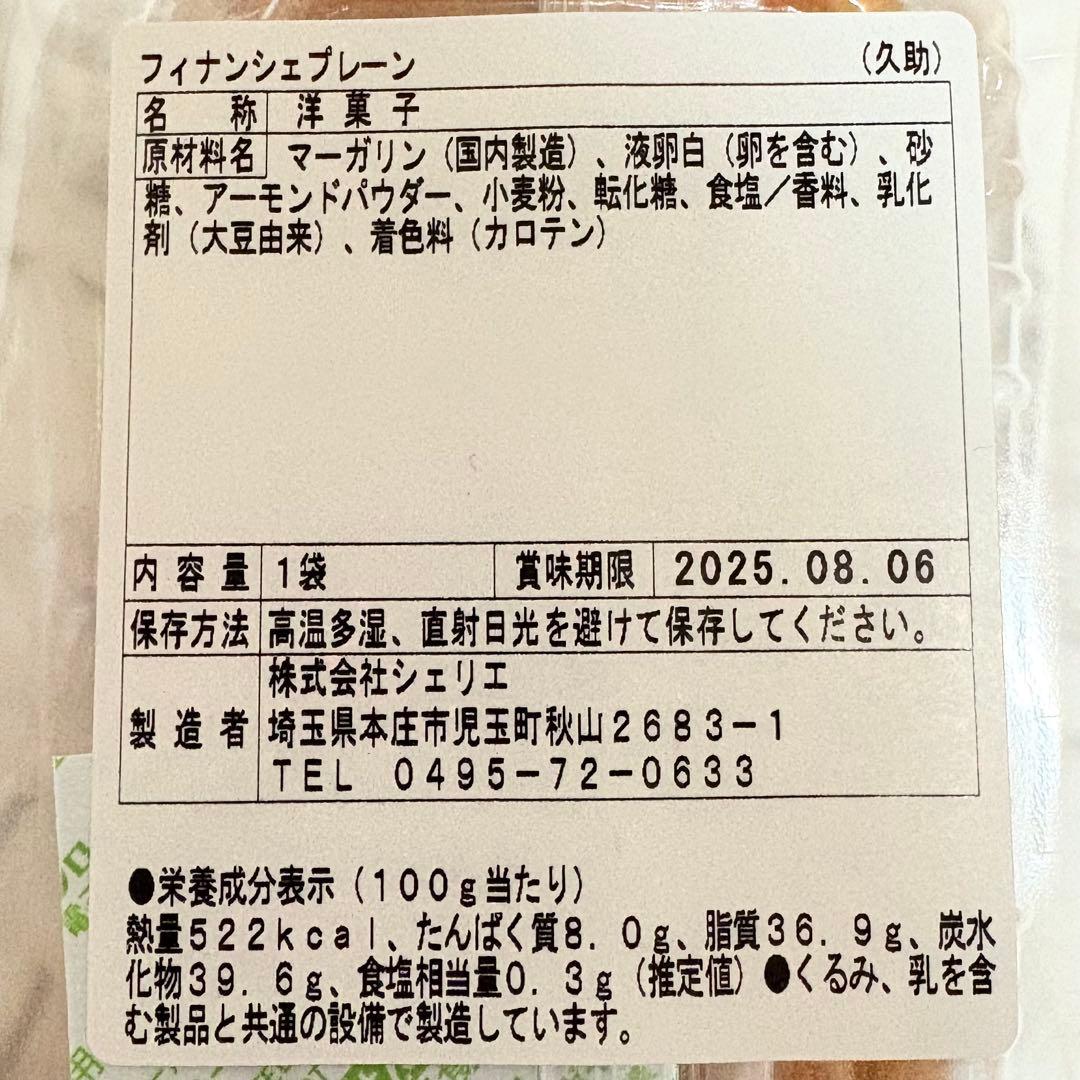 フィナンシェプレーン (久助)
名称 洋菓子
原材料名 マーガリン（国内製造）、液卵白（卵を含む）、砂
糖、アーモンドパウダー、小麦粉、転化糖、食塩／香料、乳化
剤（大豆由来）、着色料（カロテン）
内容量 1袋 賞味期限 2025.08.06
保存方法 高温多湿、直射日光を避けて保存してください。
株式会社シェリエ
製造者 埼玉県本庄市児玉町秋山２６８３－１
ＴＥＬ ０４９５－７２－０６３３
●栄養成分表示（１００ｇ当たり）
熱量５２２ｋｃａｌ、たんぱく質８．０ｇ、脂質３６．９ｇ、炭水
化物３９．６ｇ、食塩相当量０．３ｇ（推定値）●くるみ、乳を含
む製品と共通の設備で製造しています。
用